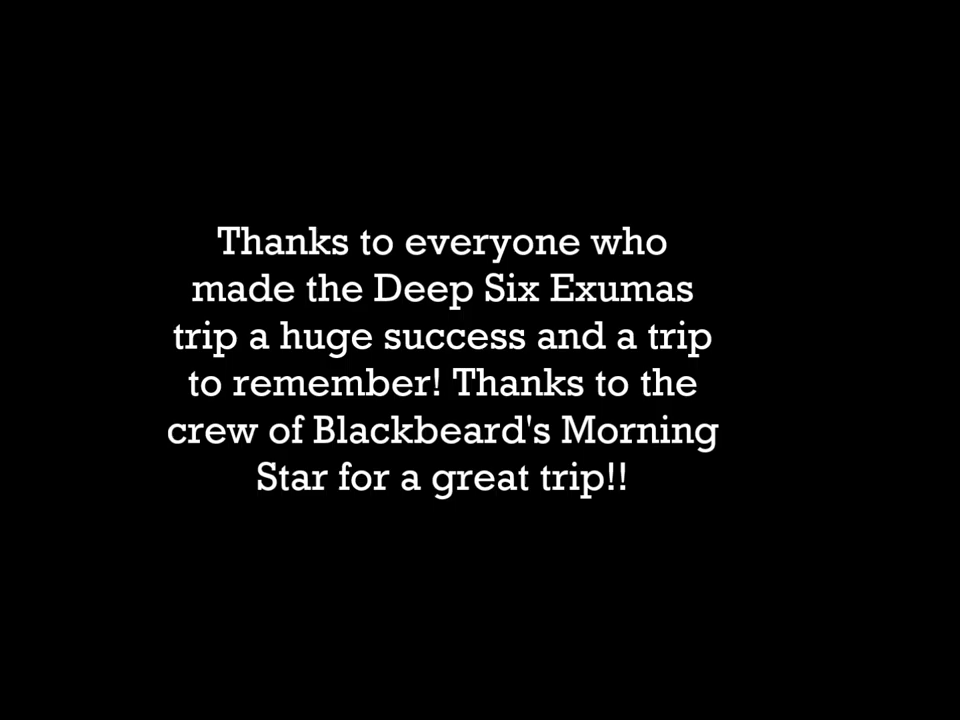 Thanks to everyone who
made the Deep Six Exumas
trip a huge success and a trip
to remember! Thanks to the
crew of Blackbeard's Morning
Star for a great trip!!